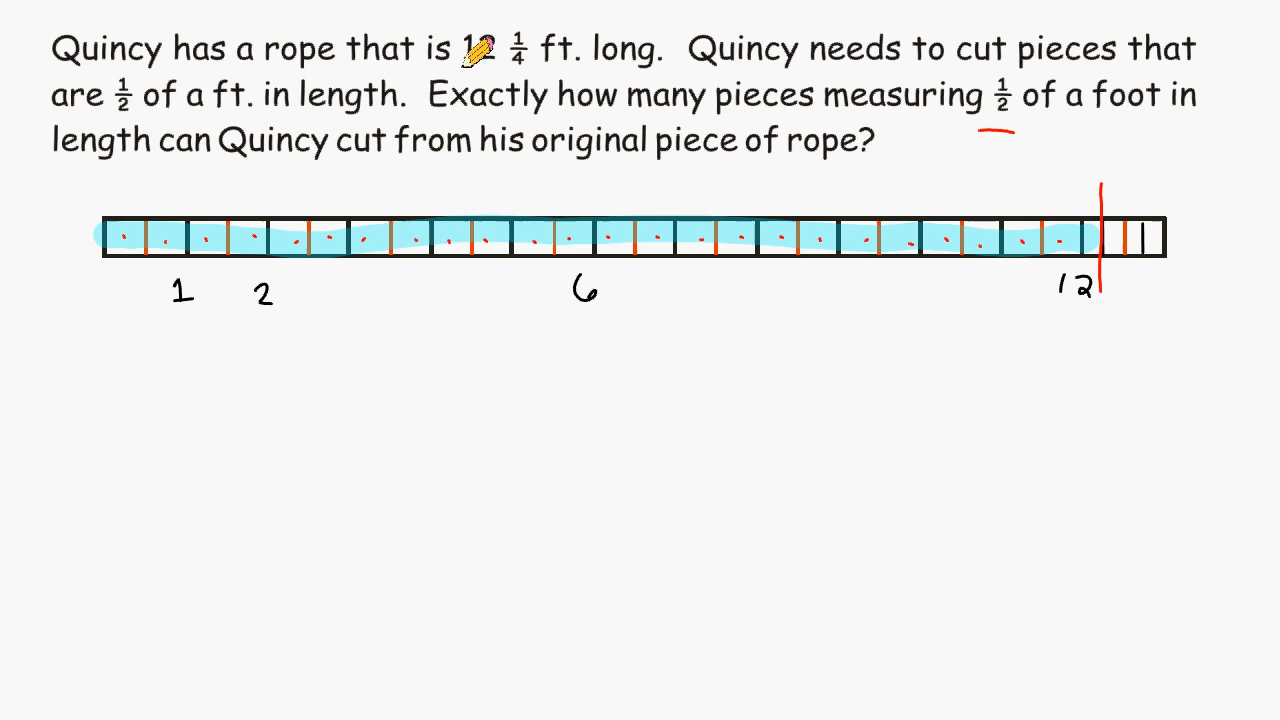 Quincy has a rope that is 12 1/4 ft. long. Quincy needs to cut pieces that
are 1/2 of a ft. in length. Exactly how many pieces measuring 1/2 of a foot in
length can Quincy cut from his original piece of rope?
1 2 6 12